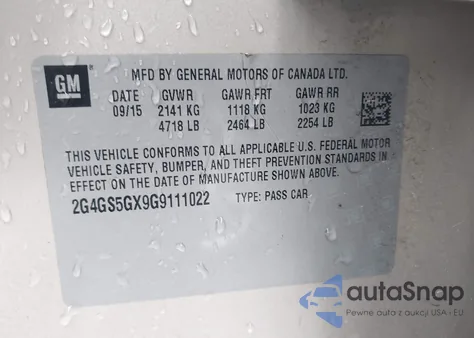 GM
MFD BY GENERAL MOTORS OF CANADA LTD.
DATE GVWR GAWR FRT GAWR RR
09/15 2141 KG 1118 KG 1023 KG
4718 LB 2464 LB 2254 LB
THIS VEHICLE CONFORMS TO ALL APPLICABLE U.S. FEDERAL MOTOR
VEHICLE SAFETY, BUMPER, AND THEFT PREVENTION STANDARDS IN
EFFECT ON THE DATE OF MANUFACTURE SHOWN ABOVE.
2G4GS5GX9G9111022 TYPE: PASS CAR
autoSnap
Pewne auto z aukcji USA i EU